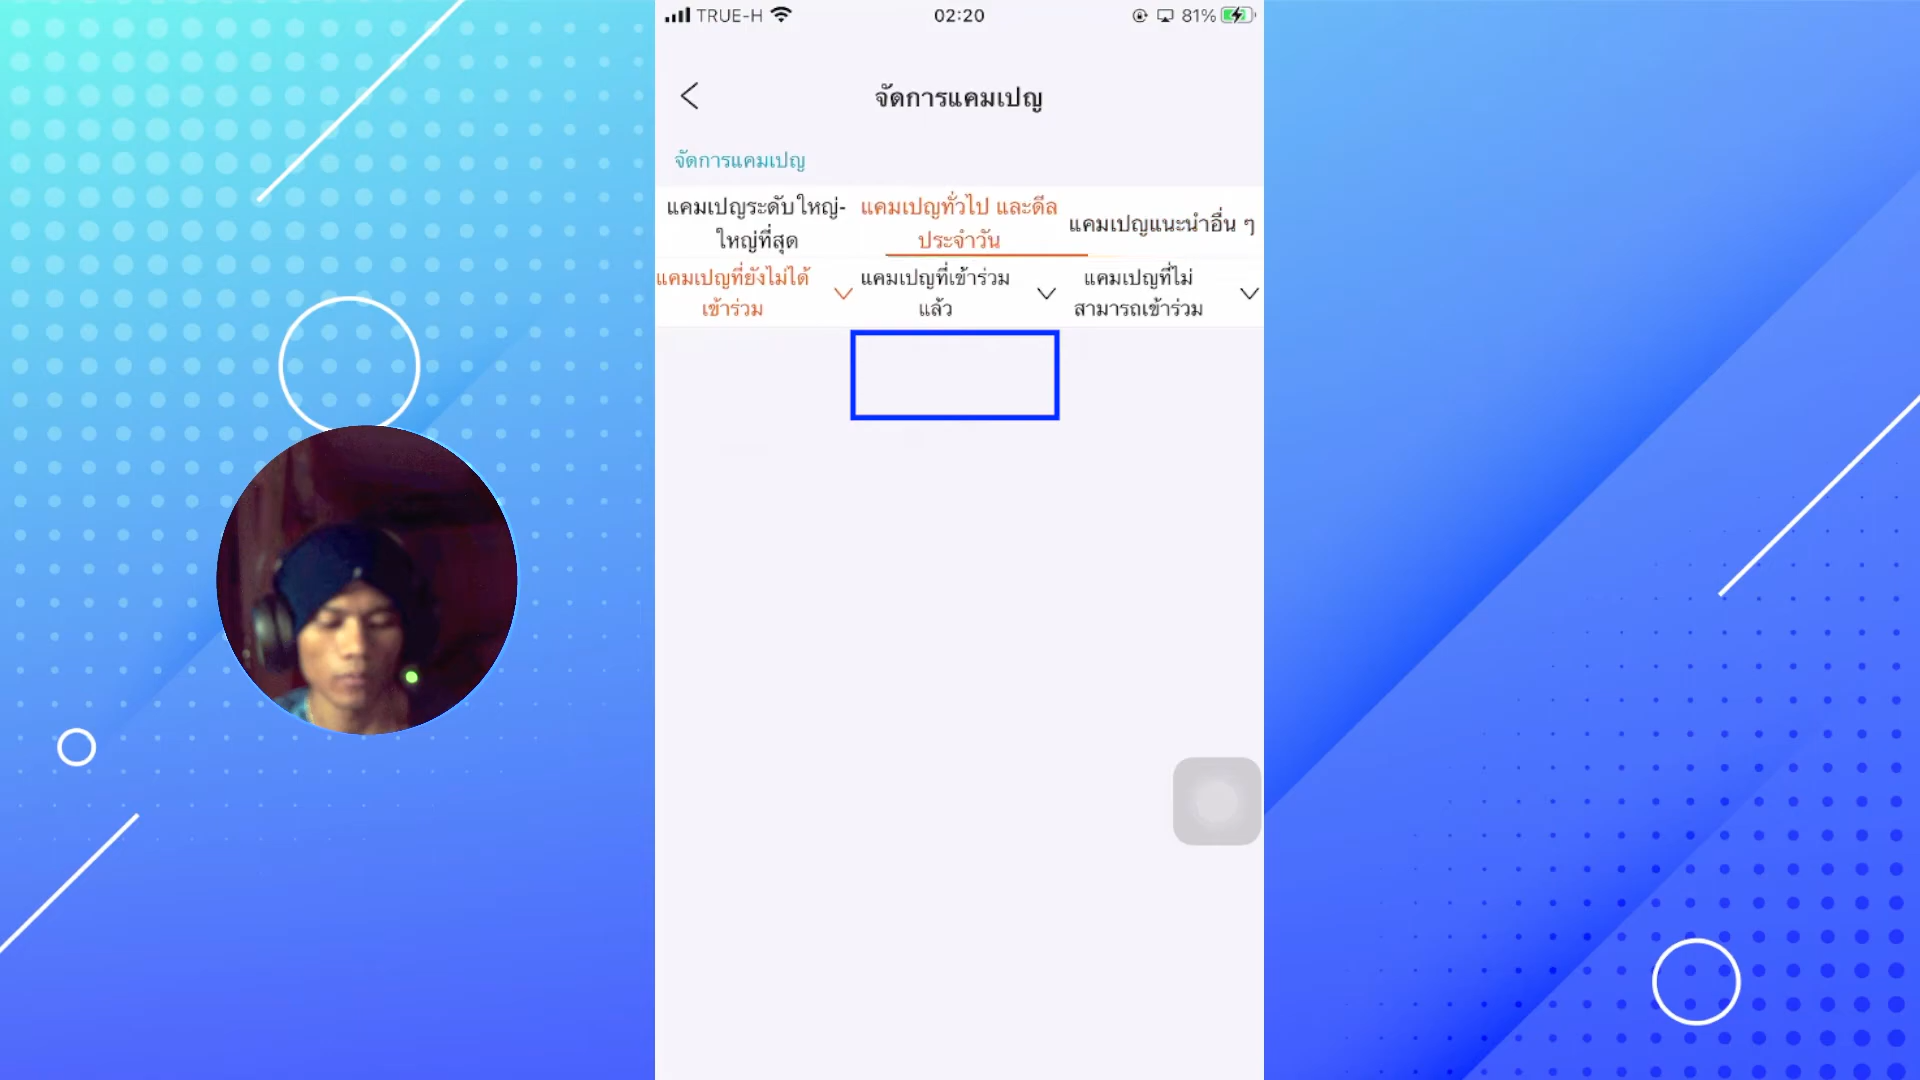 TRUE-H 02:20 81%
จัดการแคมเปญ
จัดการแคมเปญ
แคมเปญระดับใหญ่-
ใหญ่ที่สุด
แคมเปญทั่วไป และดีล
ประจำวัน
แคมเปญแนะนำอื่น ๆ
แคมเปญที่ยังไม่ได้
เข้าร่วม
แคมเปญที่เข้าร่วม
แล้ว
แคมเปญที่ไม่
สามารถเข้าร่วม